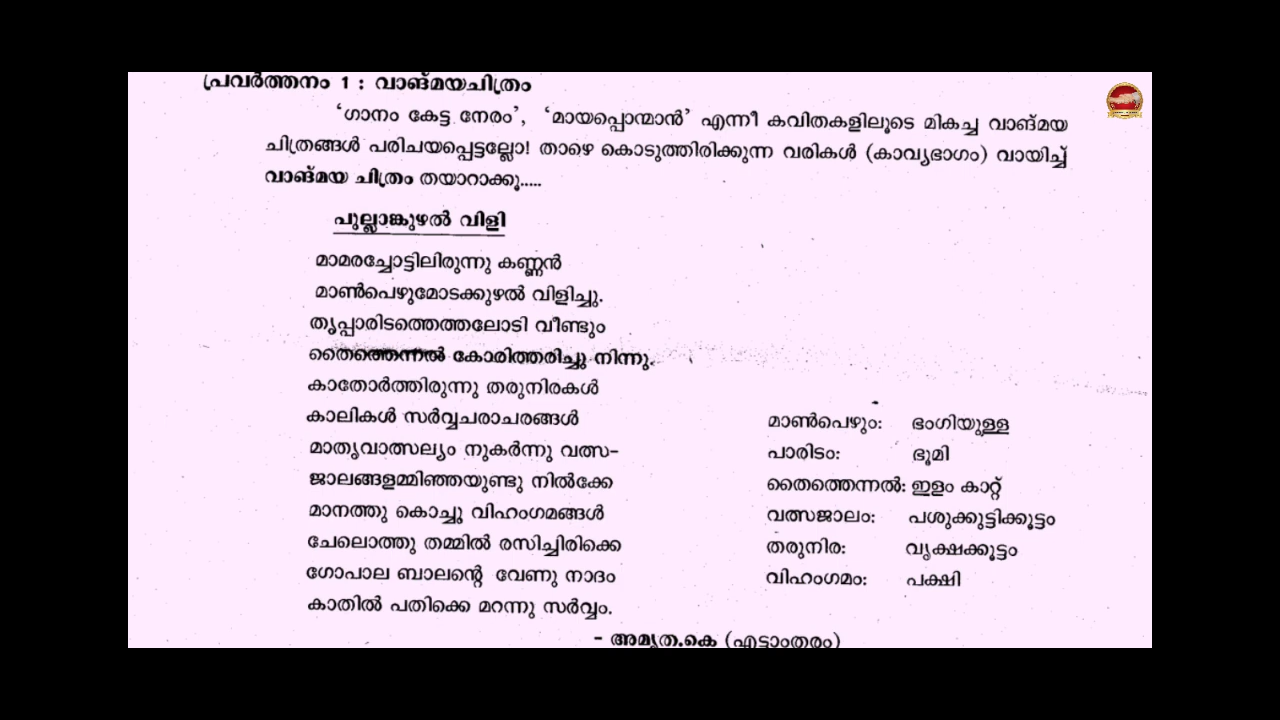 പ്രവർത്തനം 1 : വാങ്മയചിത്രം
‘ഗാനം കേട്ട നേരം’, ‘മായപ്പൊന്മാൻ’ എന്നീ കവിതകളിലൂടെ മികച്ച വാങ്മയ
ചിത്രങ്ങൾ പരിചയപ്പെട്ടല്ലോ! താഴെ കൊടുത്തിരിക്കുന്ന വരികൾ (കാവ്യഭാഗം) വായിച്ച്
വാങ്മയ ചിത്രം തയാറാക്കൂ.....
പുല്ലാങ്കുഴൽ വിളി
മാമരച്ചോട്ടിലിരുന്നു കണ്ണൻ
മാൺപെഴുമോടക്കുഴൽ വിളിച്ചു.
തൃപ്പാരിടത്തെത്തലോടി വീണ്ടും
തൈത്തെന്നൽ കോരിത്തരിച്ചു നിന്നു.
കാതോർത്തിരുന്നു തരുനിരകൾ
കാലികൾ സർവ്വചരാചരങ്ങൾ
മാതൃവാത്സല്യം നുകർന്നു വത്സ-
ജാലങ്ങളമ്മിഞ്ഞയുണ്ടു നിൽക്കേ
മാനത്തു കൊച്ചു വിഹംഗമങ്ങൾ
ചേലൊത്തു തമ്മിൽ രസിച്ചിരിക്കെ
ഗോപാല ബാലന്റെ വേണു നാദം
കാതിൽ പതിക്കെ മറന്നു സർവ്വം.
മാൺപെഴും: ഭംഗിയുള്ള
പാരിടം: ഭൂമി
തൈത്തെന്നൽ: ഇളം കാറ്റ്
വത്സജാലം: പശുക്കുട്ടിക്കൂട്ടം
തരുനിര: വൃക്ഷക്കൂട്ടം
വിഹംഗമം: പക്ഷി
- അമൃത.കെ (എട്ടാംതരം)